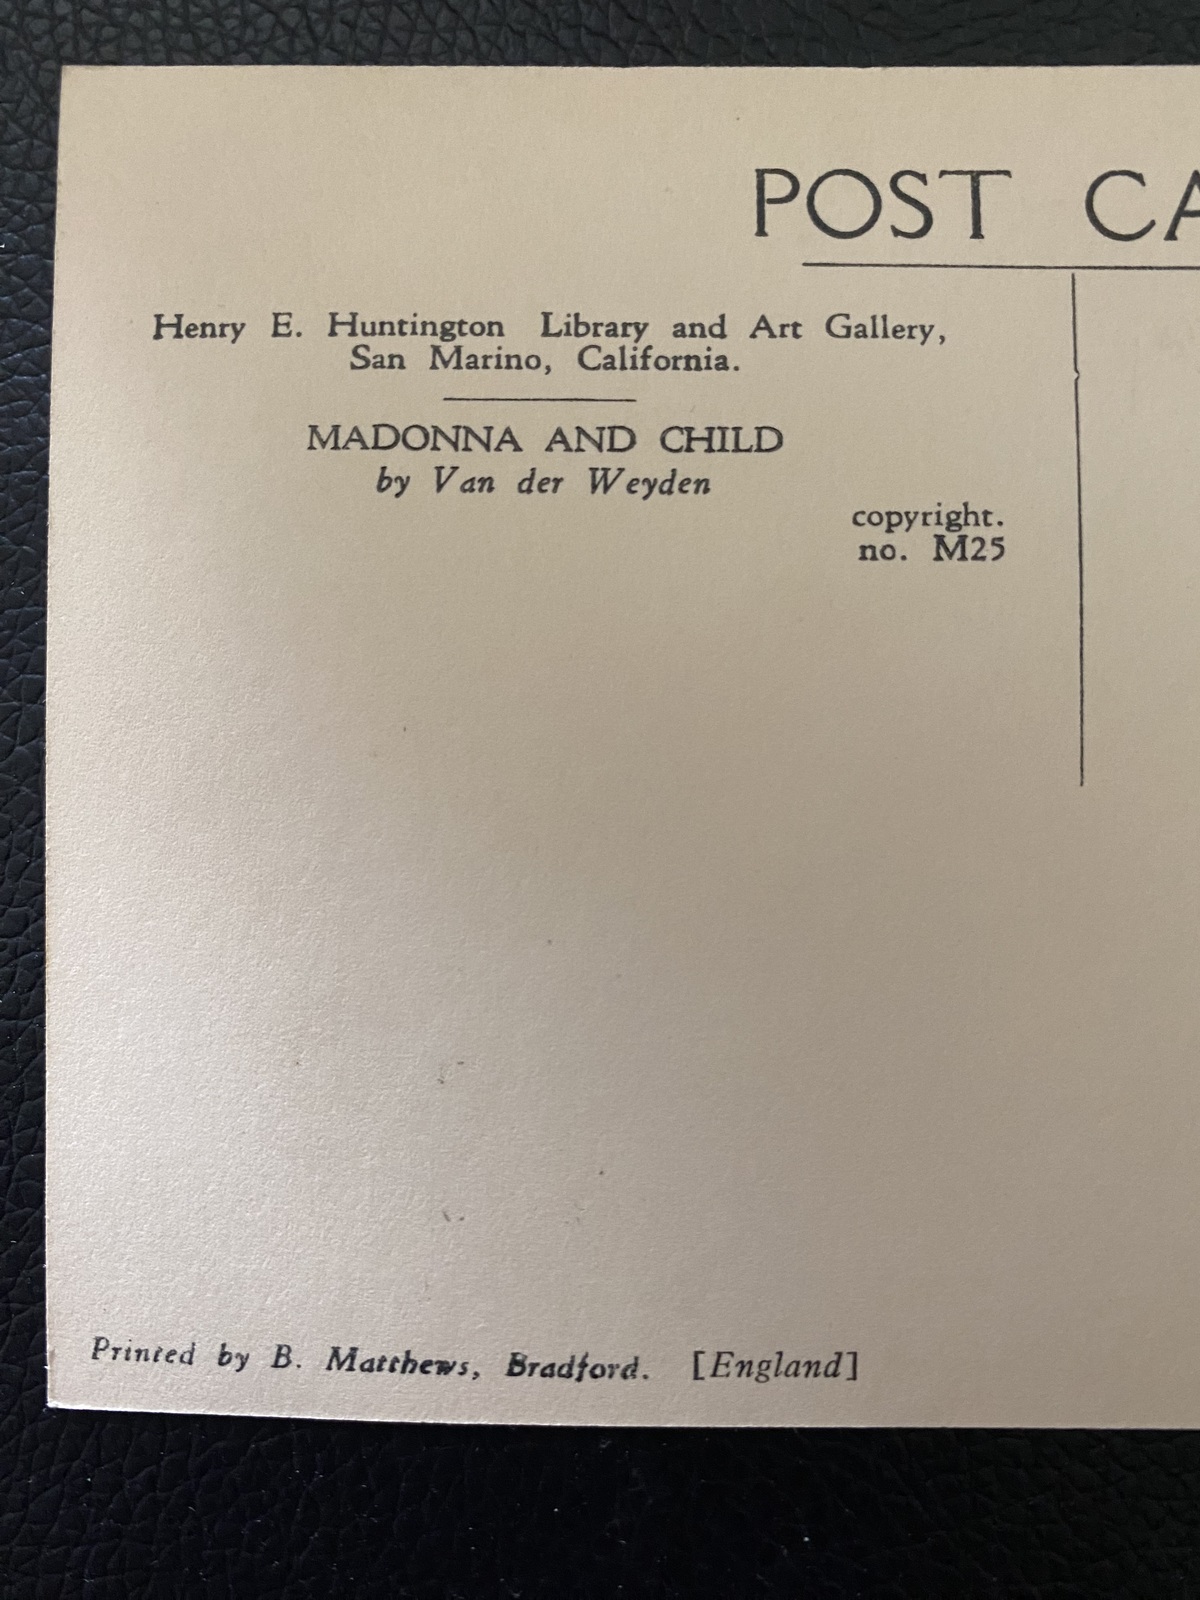 POST CA
Henry E. Huntington Library and Art Gallery,
San Marino, California.
MADONNA AND CHILD
by Van der Weyden
copyright.
no. M25
Printed by B. Matthews, Bradford. [England]